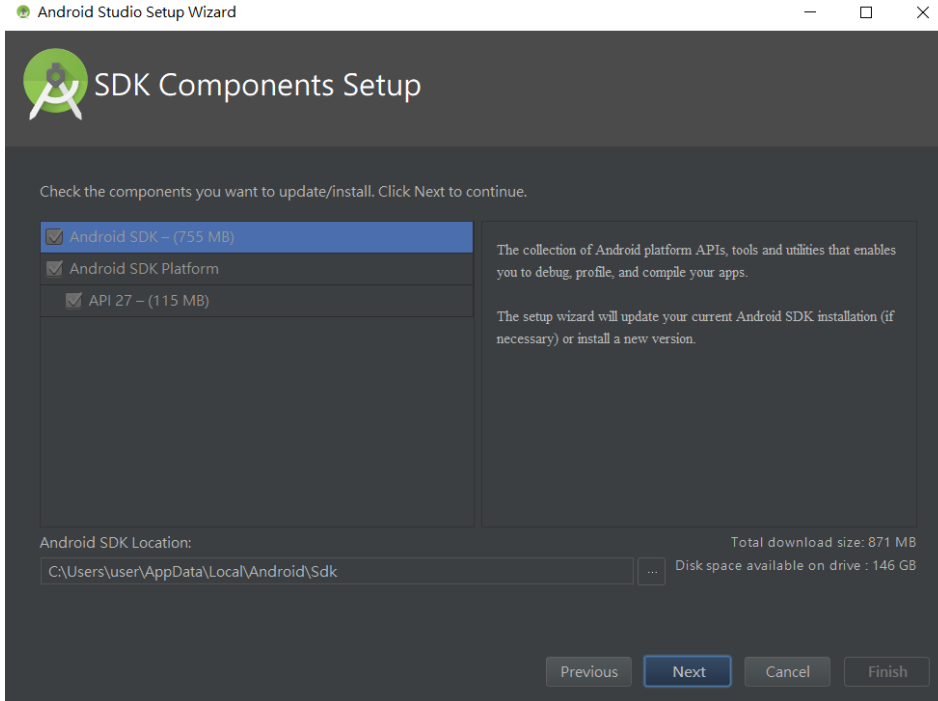 Android Studio Setup Wizard
SDK Components Setup
Check the components you want to update/install. Click Next to continue.
Android SDK – (755 MB)
Android SDK Platform
API 27 – (115 MB)
The collection of Android platform APIs, tools and utilities that enables
you to debug, profile, and compile your apps.
The setup wizard will update your current Android SDK installation (if
necessary) or install a new version.
Android SDK Location:
C:\Users\user\AppData\Local\Android\Sdk
...
Total download size: 871 MB
Disk space available on drive : 146 GB
Previous
Next
Cancel
Finish